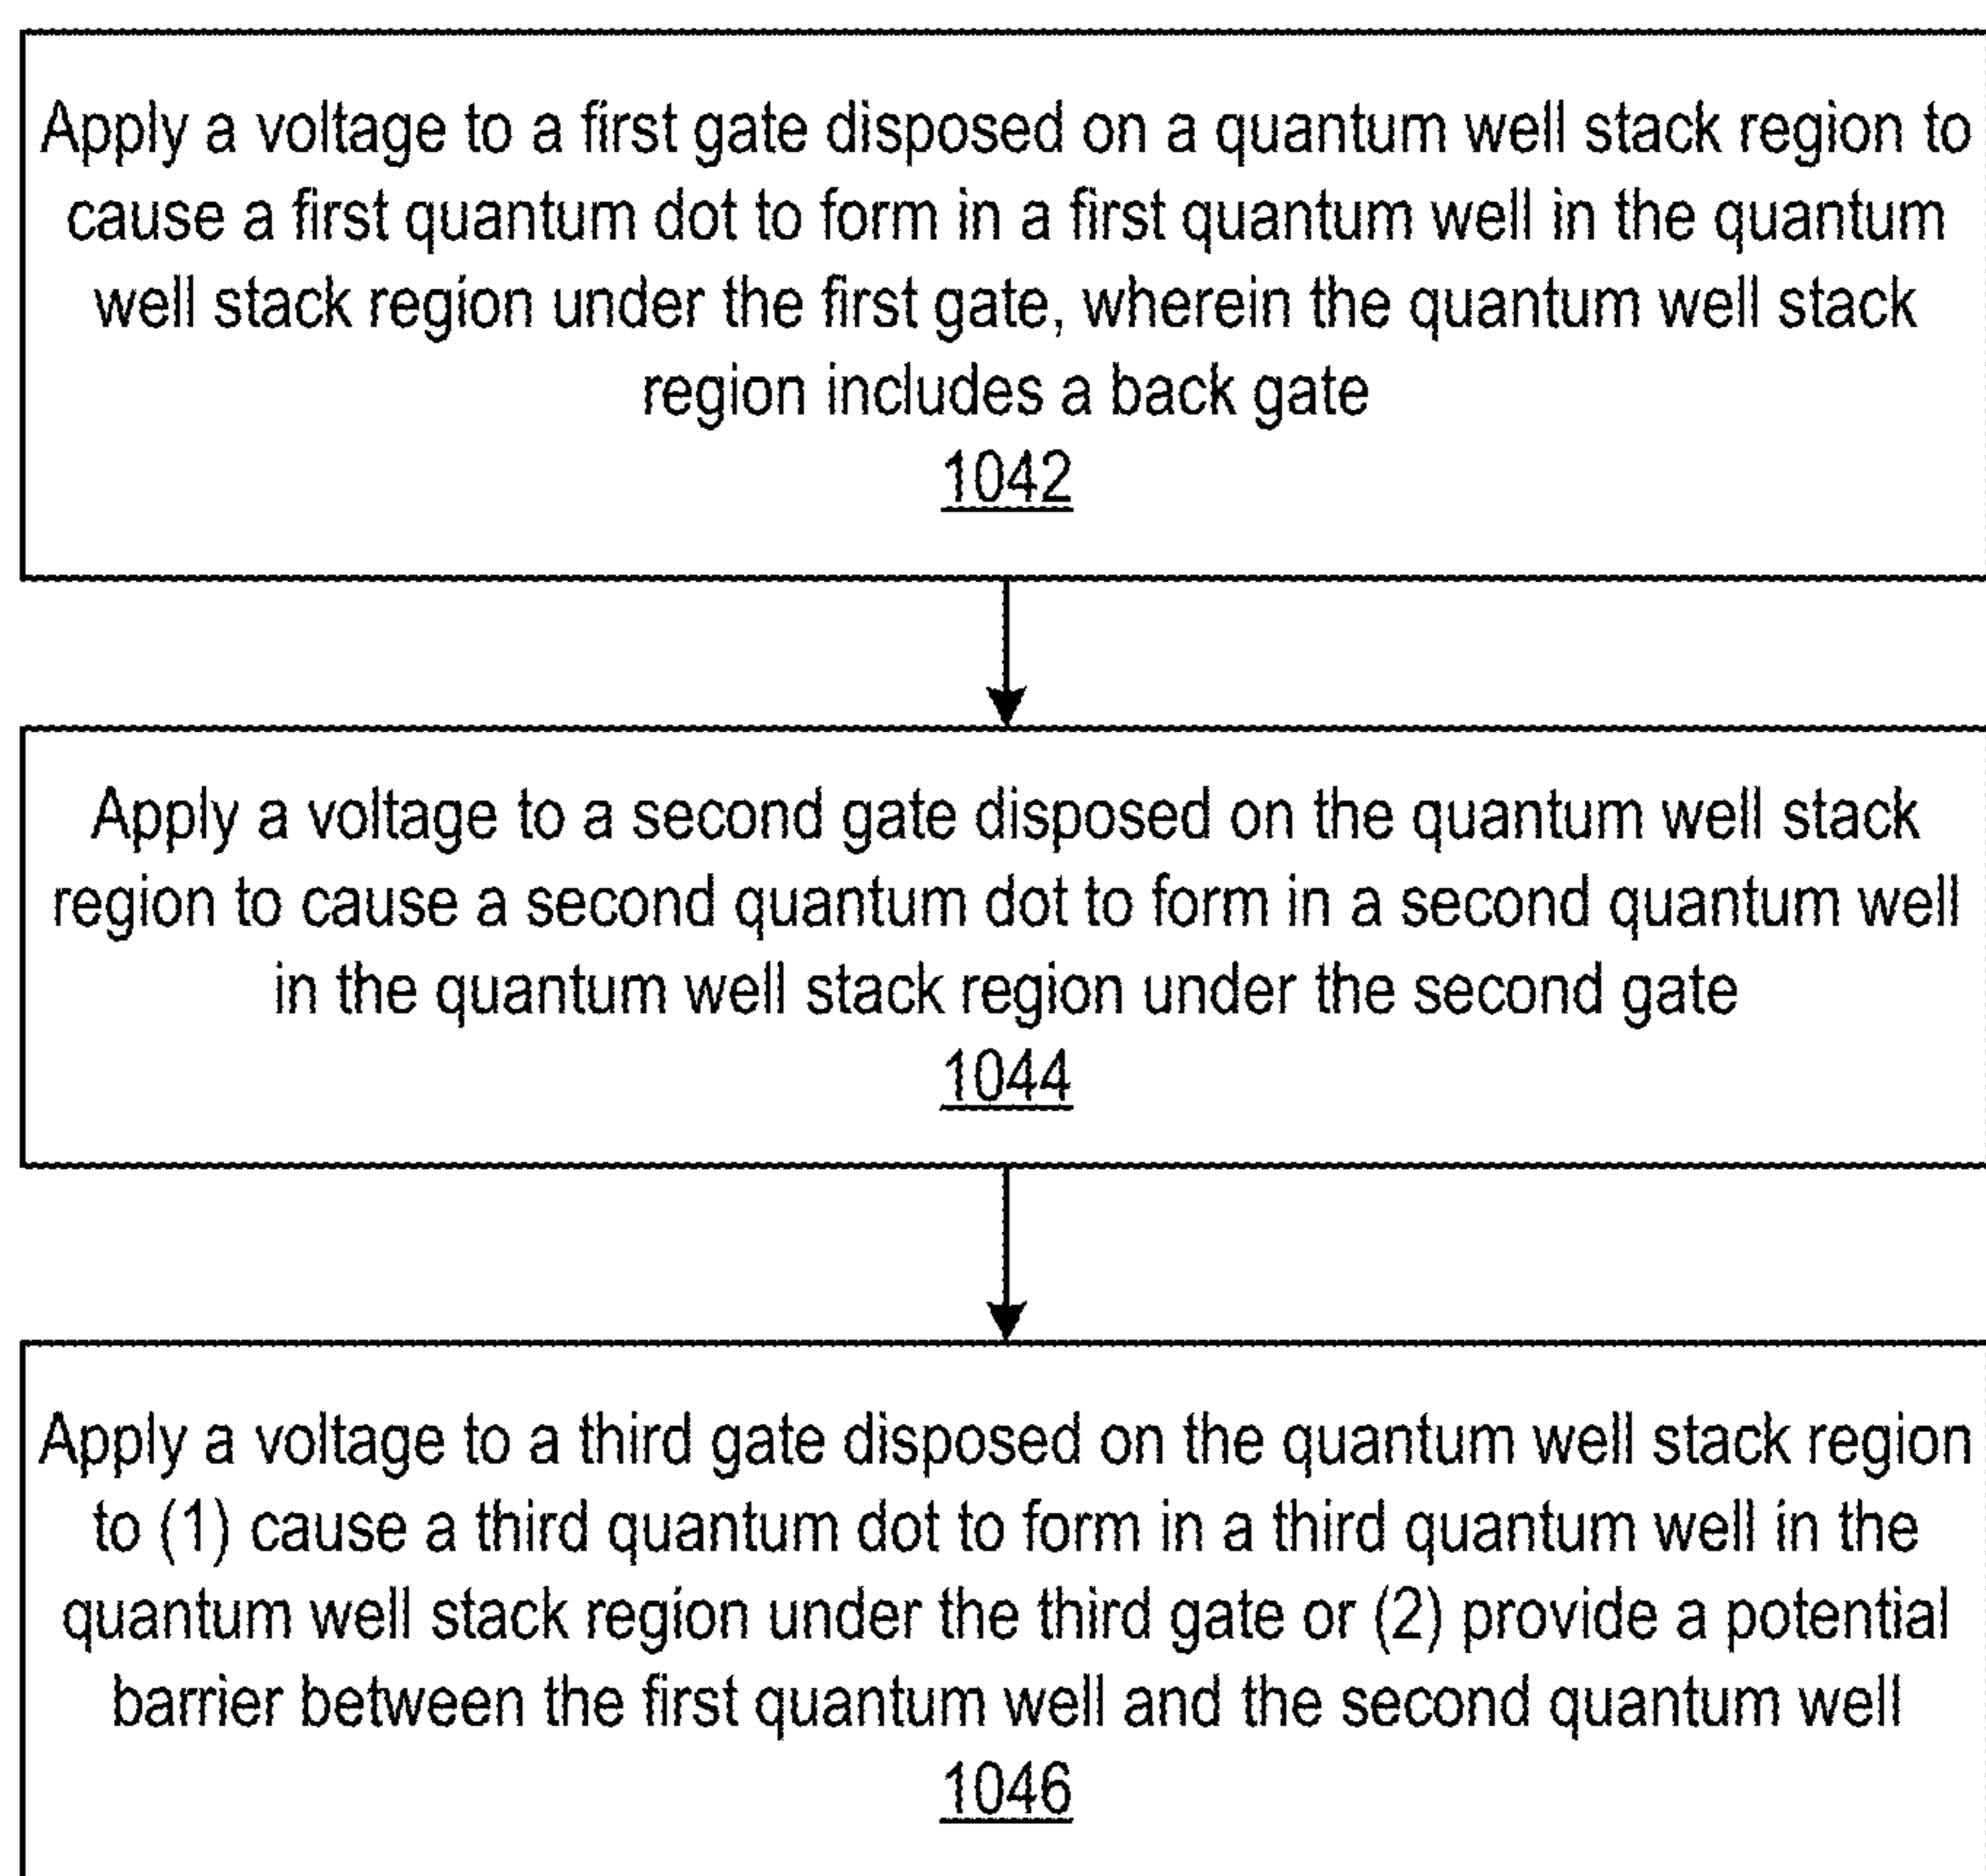 Apply a voltage to a first gate disposed on a quantum well stack region to
cause a first quantum dot to form in a first quantum well in the quantum
well stack region under the first gate, wherein the quantum well stack
region includes a back gate
1042
Apply a voltage to a second gate disposed on the quantum well stack
region to cause a second quantum dot to form in a second quantum well
in the quantum well stack region under the second gate
1044
Apply a voltage to a third gate disposed on the quantum well stack region
to (1) cause a third quantum dot to form in a third quantum well in the
quantum well stack region under the third gate or (2) provide a potential
barrier between the first quantum well and the second quantum well
1046